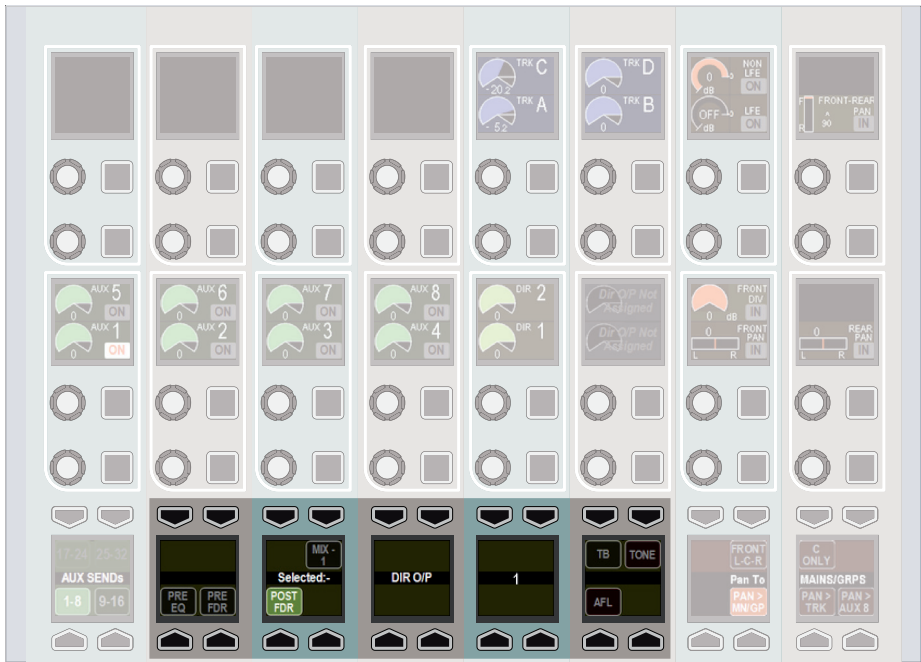 TRK C
-20.2
TRK A
- 5.2
TRK D
0
TRK B
0
NON LFE
0
dB
ON
LFE
OFF
dB
ON
F FRONT-REAR
PAN
90
IN
R
AUX 5
0
ON
AUX 1
0
ON
AUX 6
0
ON
AUX 2
0
ON
AUX 7
0
ON
AUX 3
0
ON
AUX 8
0
ON
AUX 4
0
ON
DIR 2
0
DIR 1
0
Dir O/P Not
Assigned
Dir O/P Not
Assigned
FRONT
DIV
0 dB IN
0 FRONT
PAN
IN
L R
0 REAR
PAN
IN
L R
17-24 25-32
AUX SENDs
1-8 9-16
PRE
EQ
PRE
FDR
MIX -
1
Selected:-
POST
FDR
DIR O/P
1
TB TONE
AFL
FRONT
L-C-R
Pan To
PAN >
MN/GP
C
ONLY
MAINS/GRPS
PAN >
TRK
PAN >
AUX 8